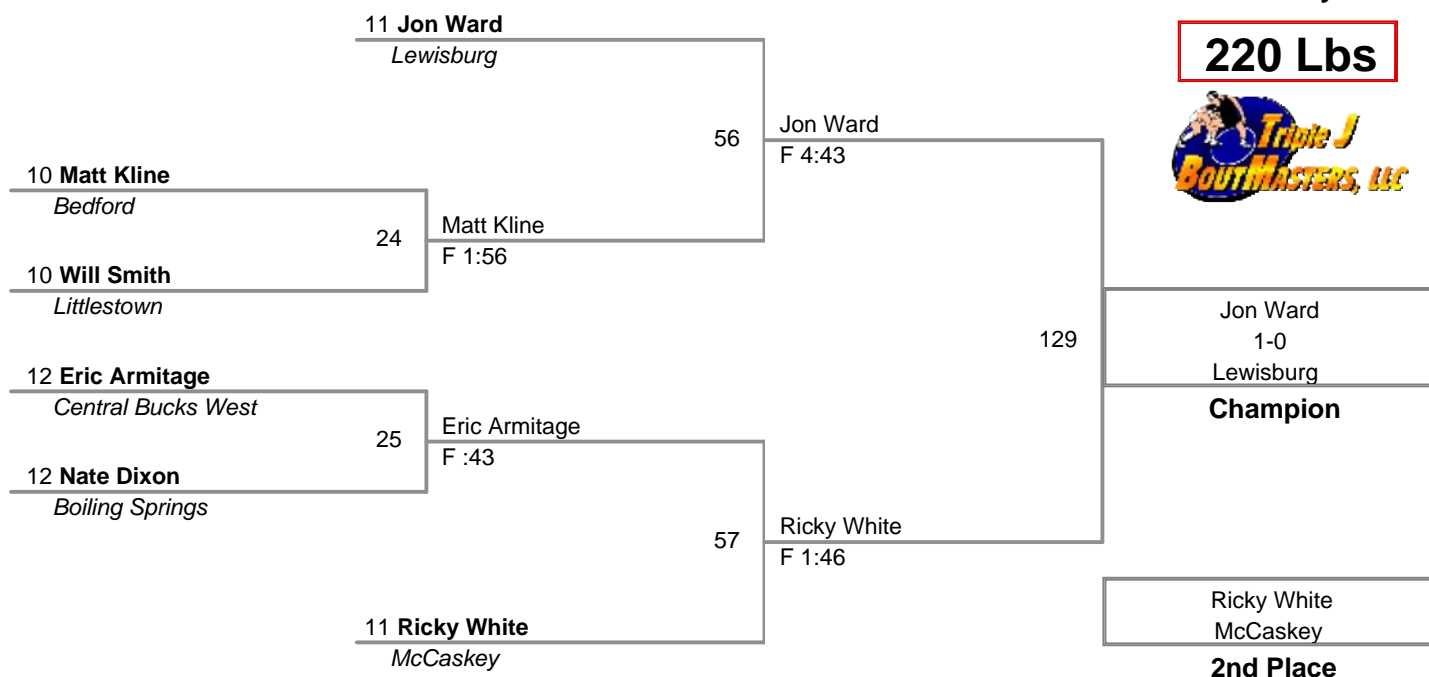 11 Jon Ward
Lewisburg
220 Lbs
Triple J
BOUTMASTERS, LLC
56
Jon Ward
F 4:43
10 Matt Kline
Bedford
24
Matt Kline
F 1:56
10 Will Smith
Littlestown
129
Jon Ward
1-0
Lewisburg
Champion
12 Eric Armitage
Central Bucks West
25
Eric Armitage
F :43
12 Nate Dixon
Boiling Springs
57
Ricky White
F 1:46
11 Ricky White
McCaskey
Ricky White
McCaskey
2nd Place